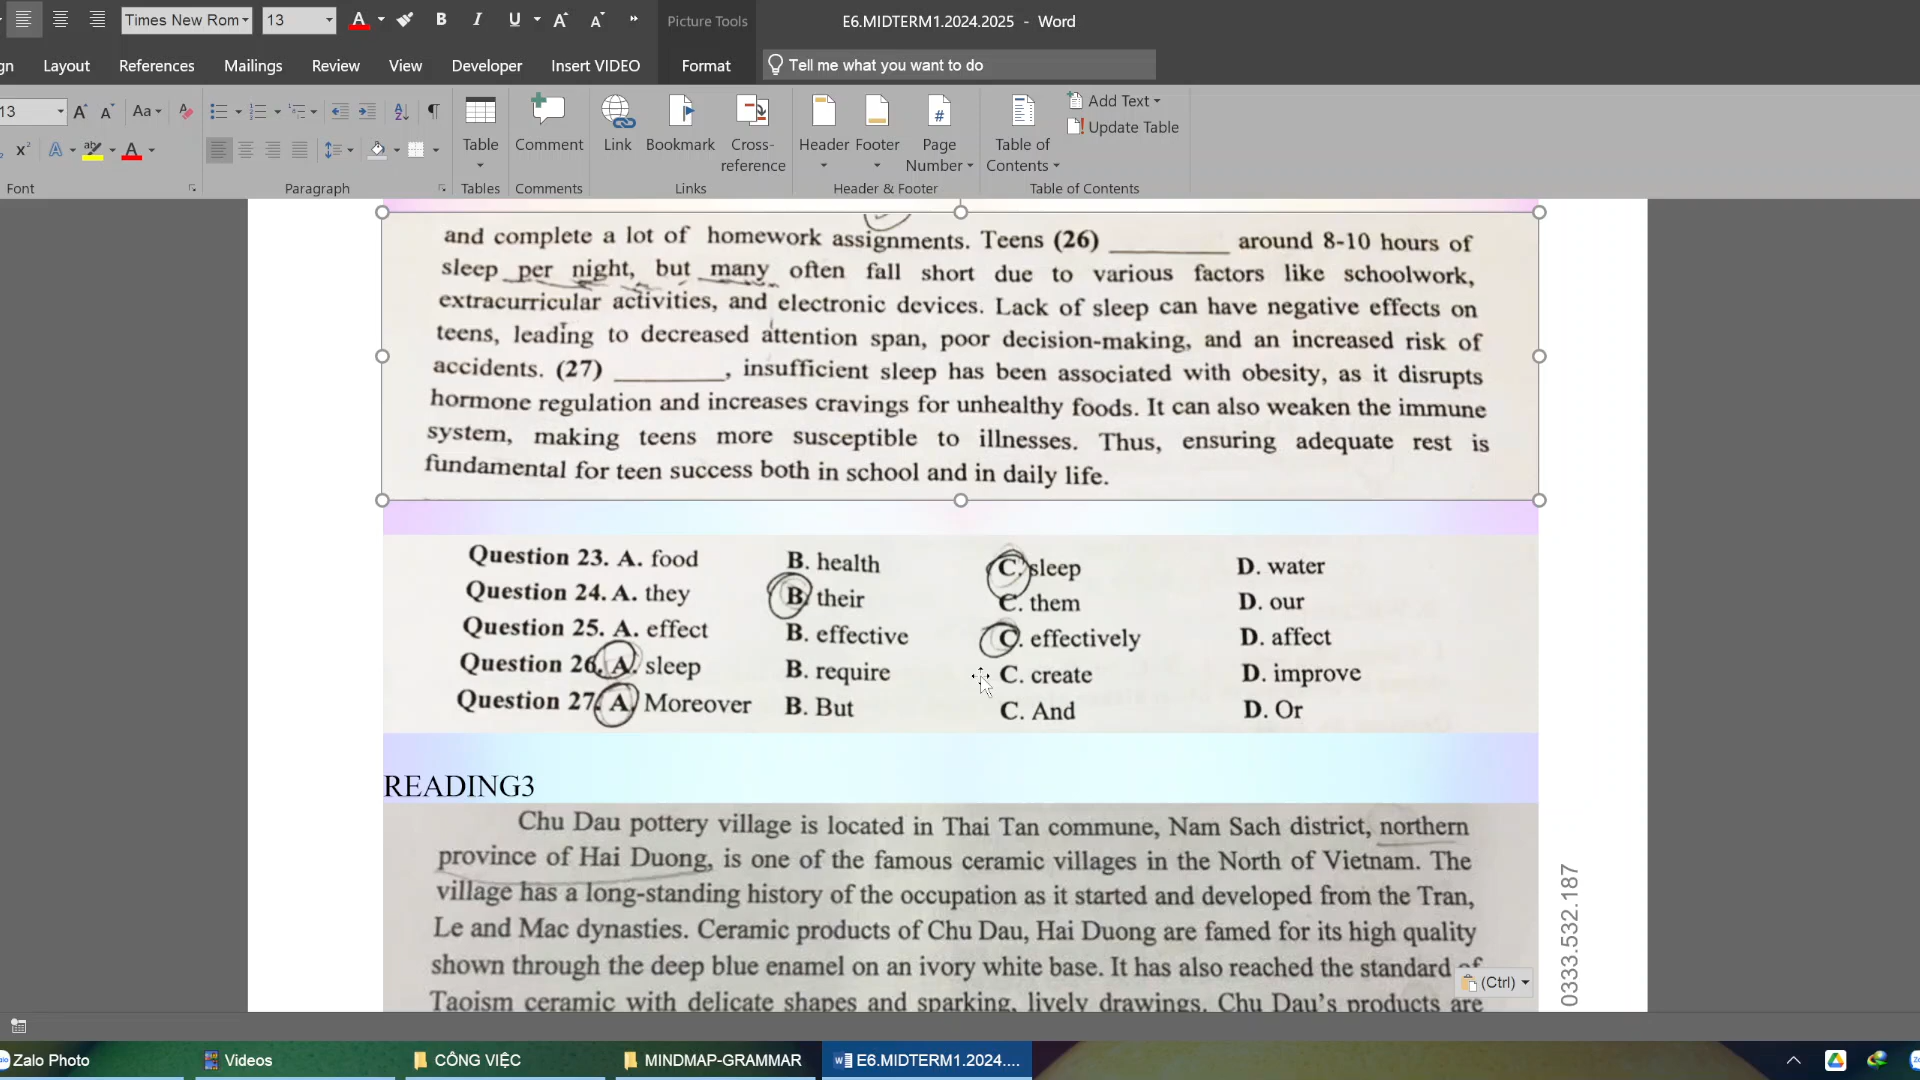 Times New Rom 13 A B I U A A » Picture Tools E6.MIDTERM1.2024.2025 - Word
gn Layout References Mailings Review View Developer Insert VIDEO Format Tell me what you want to do
13 A A Aa Table Comment Link Bookmark Cross-reference Header Footer Page Number Table of Contents Add Text
Update Table
Font Paragraph Tables Comments Links Header & Footer Table of Contents
and complete a lot of homework assignments. Teens (26) __________ around 8-10 hours of
sleep per night, but many often fall short due to various factors like schoolwork,
extracurricular activities, and electronic devices. Lack of sleep can have negative effects on
teens, leading to decreased attention span, poor decision-making, and an increased risk of
accidents. (27) __________, insufficient sleep has been associated with obesity, as it disrupts
hormone regulation and increases cravings for unhealthy foods. It can also weaken the immune
system, making teens more susceptible to illnesses. Thus, ensuring adequate rest is
fundamental for teen success both in school and in daily life.
Question 23. A. food B. health C. sleep D. water
Question 24. A. they B. their C. them D. our
Question 25. A. effect B. effective C. effectively D. affect
Question 26. A. sleep B. require C. create D. improve
Question 27. A. Moreover B. But C. And D. Or
READING3
Chu Dau pottery village is located in Thai Tan commune, Nam Sach district, northern
province of Hai Duong, is one of the famous ceramic villages in the North of Vietnam. The
village has a long-standing history of the occupation as it started and developed from the Tran,
Le and Mac dynasties. Ceramic products of Chu Dau, Hai Duong are famed for its high quality
shown through the deep blue enamel on an ivory white base. It has also reached the standard of
Taoism ceramic with delicate shapes and sparking, lively drawings. Chu Dau's products are
(Ctrl)
0333.532.187
Zalo Photo Videos CÔNG VIỆC MINDMAP-GRAMMAR E6.MIDTERM1.2024....